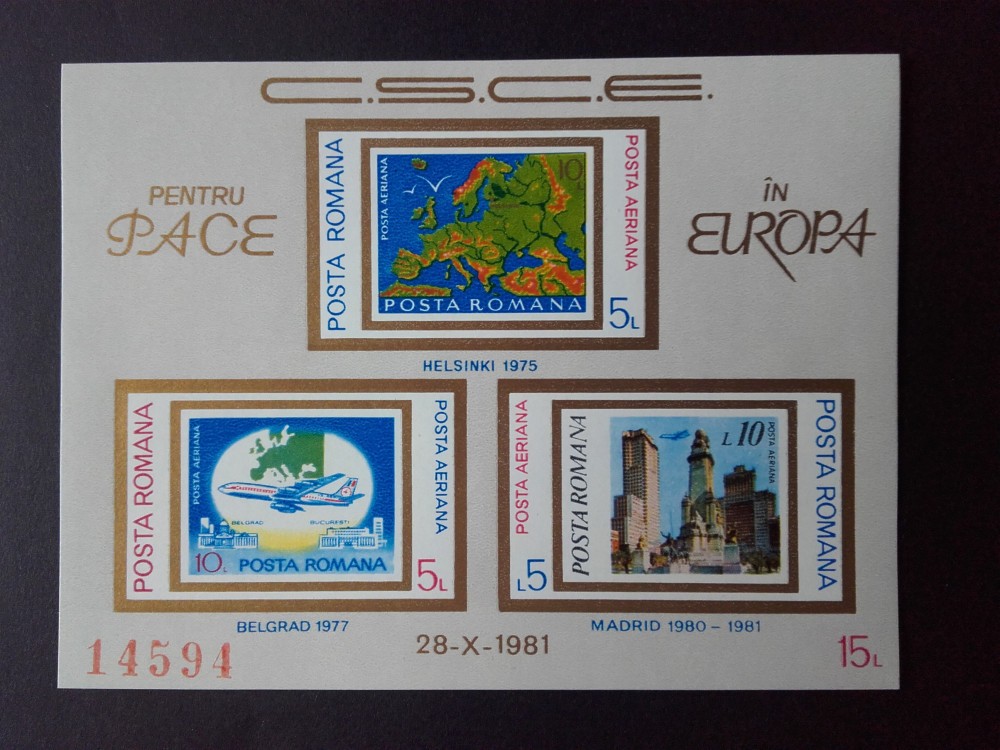 C.S.C.E.
PENTRU
PACE
ÎN
EUROPA
POSTA ROMANA
POSTA AERIANA
10L
POSTA ROMANA
POSTA AERIANA
5L
HELSINKI 1975
POSTA ROMANA
POSTA AERIANA
BELGRAD
BUCURESTI
10L POSTA ROMANA
POSTA AERIANA
5L
BELGRAD 1977
POSTA AERIANA
L5
POSTA ROMANA
L10
POSTA AERIANA
POSTA ROMANA
MADRID 1980 - 1981
14594
28-X-1981
15L